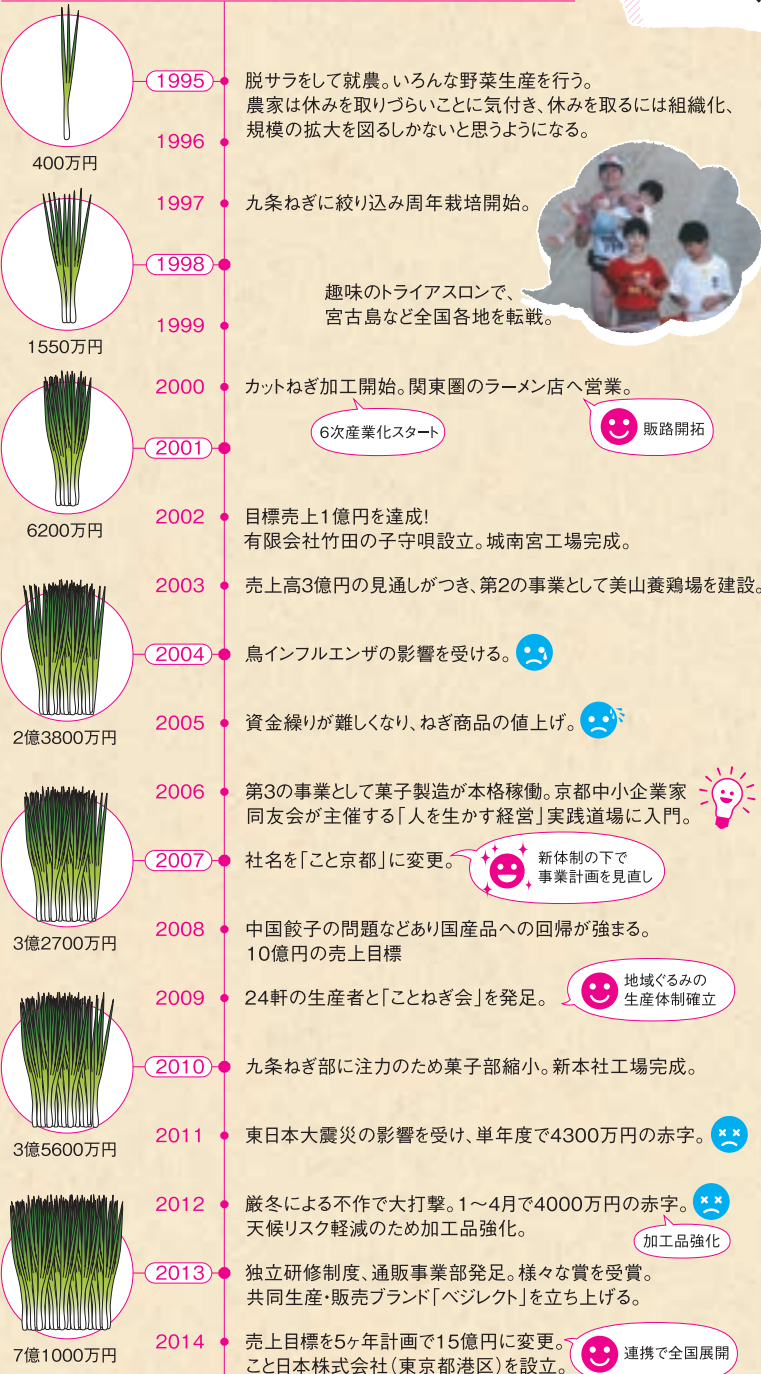 1995
脱サラをして就農。いろんな野菜生産を行う。
農家は休みを取りづらいことに気付き、休みを取るには組織化、
規模の拡大を図るしかないと思うようになる。
400万円
1996
1997
九条ねぎに絞り込み周年栽培開始。
1998
趣味のトライアスロンで、
宮古島など全国各地を転戦。
1550万円
1999
2000
カットねぎ加工開始。関東圏のラーメン店へ営業。
6次産業化スタート
販路開拓
2001
6200万円
2002
目標売上1億円を達成!
有限会社竹田の子守唄設立。城南宮工場完成。
2003
売上高3億円の見通しがつき、第2の事業として美山養鶏場を建設。
2004
鳥インフルエンザの影響を受ける。
2億3800万円
2005
資金繰りが難しくなり、ねぎ商品の値上げ。
2006
第3の事業として菓子製造が本格稼働。京都中小企業家
同友会が主催する「人を生かす経営」実践道場に入門。
2007
社名を「こと京都」に変更。
新体制の下で
事業計画を見直し
3億2700万円
2008
中国餃子の問題などあり国産品への回帰が強まる。
10億円の売上目標
2009
24軒の生産者と「ことねぎ会」を発足。
地域ぐるみの
生産体制確立
2010
九条ねぎ部に注力のため菓子部縮小。新本社工場完成。
3億5600万円
2011
東日本大震災の影響を受け、単年度で4300万円の赤字。
2012
厳冬による不作で大打撃。1〜4月で4000万円の赤字。
天候リスク軽減のため加工品強化。
加工品強化
2013
独立研修制度、通販事業部発足。様々な賞を受賞。
共同生産・販売ブランド「ベジレクト」を立ち上げる。
7億1000万円
2014
売上目標を5ヶ年計画で15億円に変更。
こと日本株式会社(東京都港区)を設立。
連携で全国展開